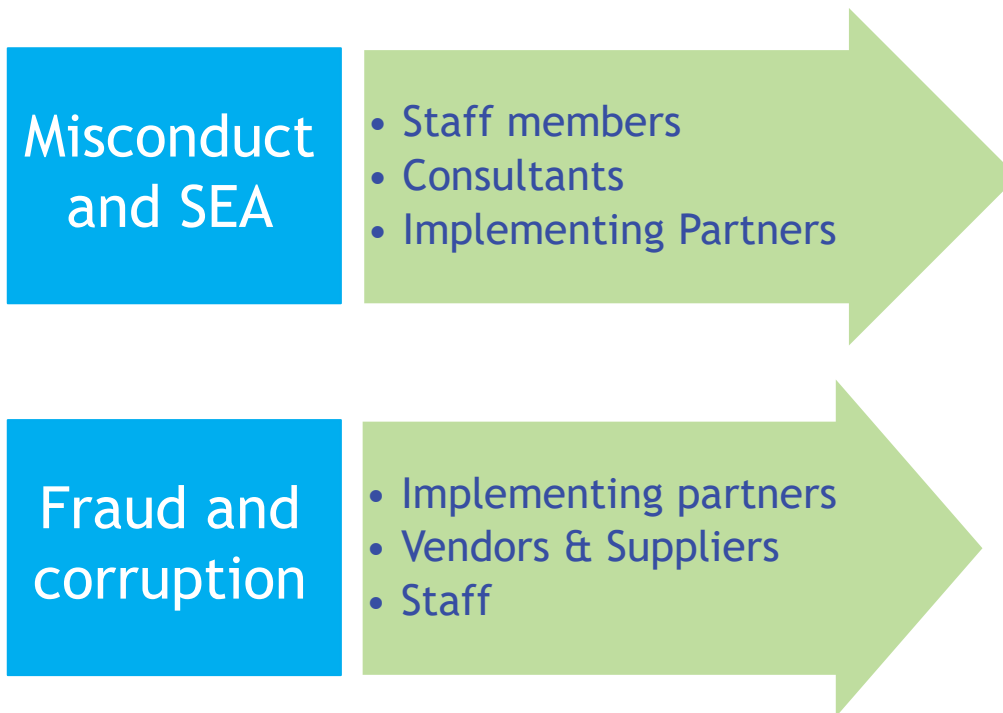 Misconduct
and SEA
• Staff members
• Consultants
• Implementing Partners
Fraud and
corruption
• Implementing partners
• Vendors & Suppliers
• Staff